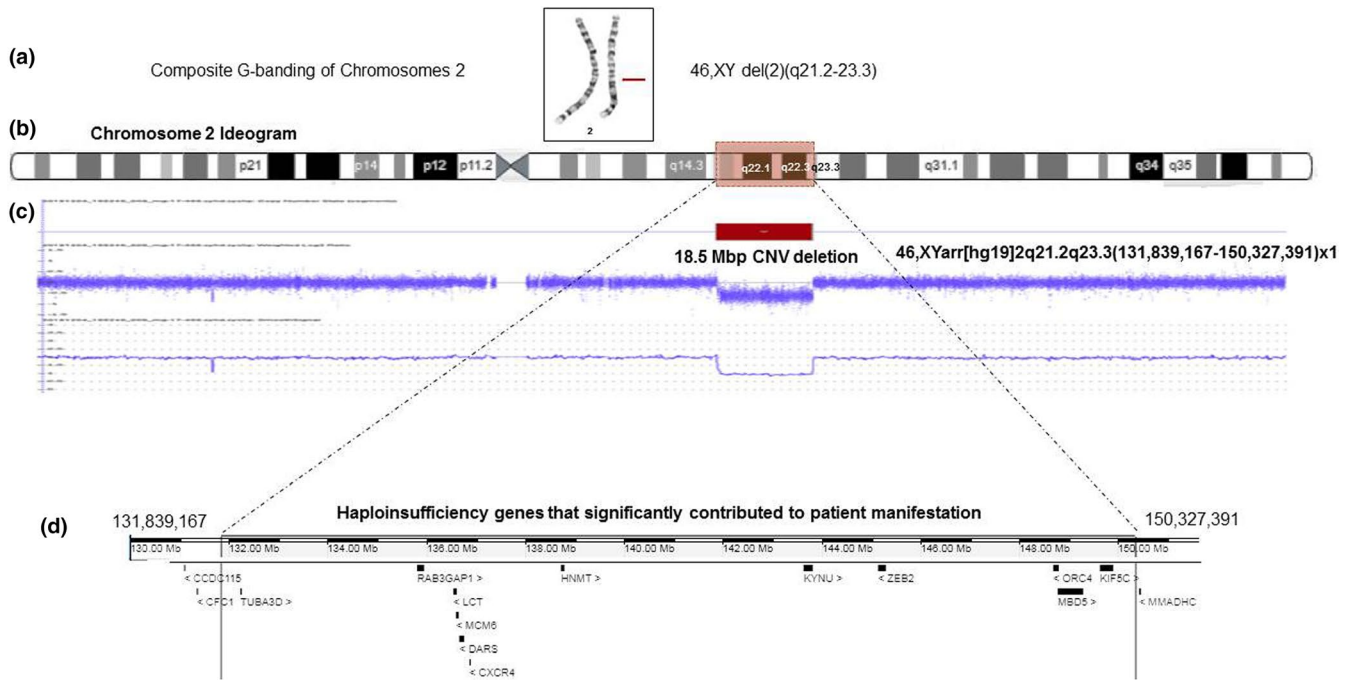 (a)
Composite G-banding of Chromosomes 2
2
46,XY del(2)(q21.2-23.3)
(b)
Chromosome 2 Ideogram
p21 p14 p12 p11.2 q14.3 q22.1 q22.3 q23.3 q31.1 q34 q35
(c)
18.5 Mbp CNV deletion
46,XYarr[hg19]2q21.2q23.3(131,839,167-150,327,391)x1
(d)
Haploinsufficiency genes that significantly contributed to patient manifestation
131,839,167
150,327,391
130.00 Mb 132.00 Mb 134.00 Mb 136.00 Mb 138.00 Mb 140.00 Mb 142.00 Mb 144.00 Mb 146.00 Mb 148.00 Mb 150.00 Mb
< CCDC115 RAB3GAP1 > HNMT > KYNU > < ZEB2 < ORC4 KIF5C >
< CFC1 TUBA3D > < LCT MBD5 > < MMADHC
< MCM6
< DARS
< CXCR4